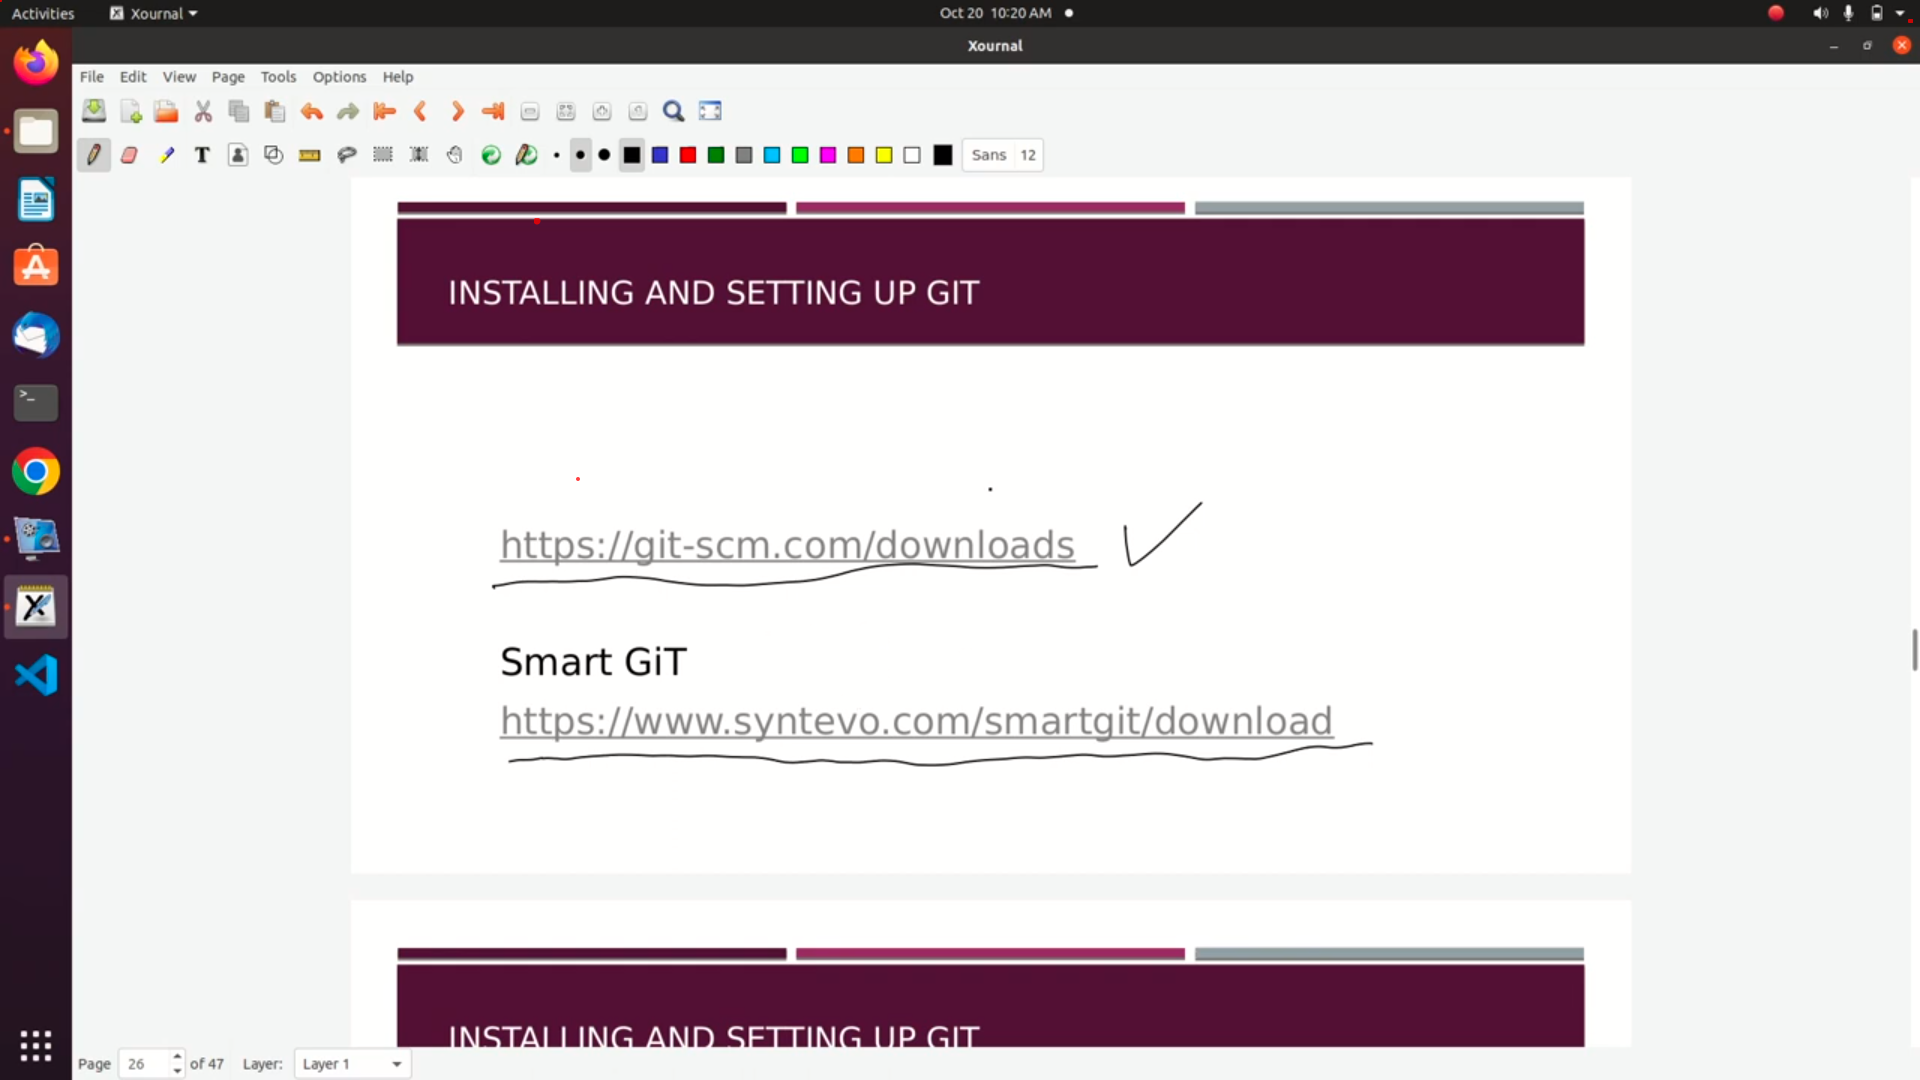 Activities Xournal Oct 20 10:20 AM
Xournal
File Edit View Page Tools Options Help
T Sans 12
INSTALLING AND SETTING UP GIT
https://git-scm.com/downloads
Smart GiT
https://www.syntevo.com/smartgit/download
INSTALLING AND SETTING UP GIT
Page 26 of 47 Layer: Layer 1